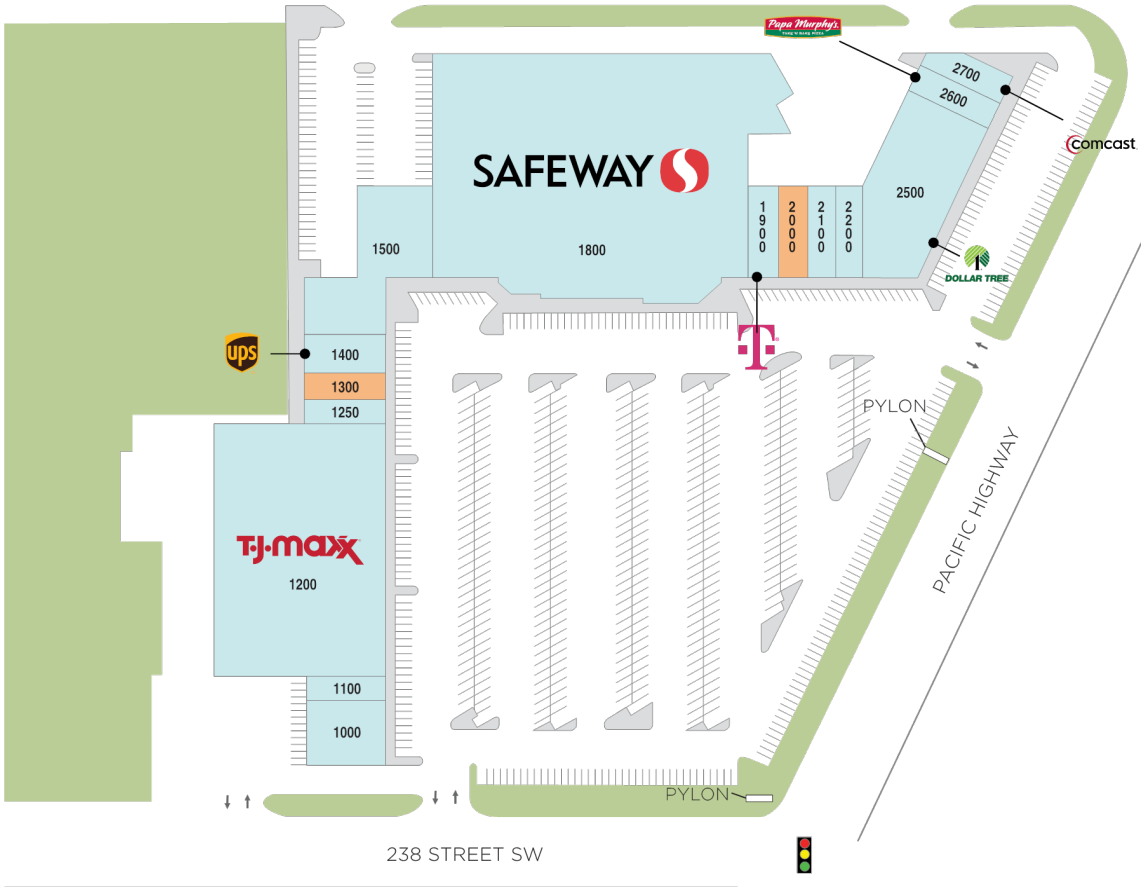 Papa Murphy's
TAKE 'N' BAKE PIZZA
2700
2600
comcast
SAFEWAY
2500
1900
2000
2100
2200
1500
1800
DOLLAR TREE
T
ups
1400
1300
1250
PYLON
PACIFIC HIGHWAY
T·J·maxx
1200
1100
1000
PYLON
238 STREET SW